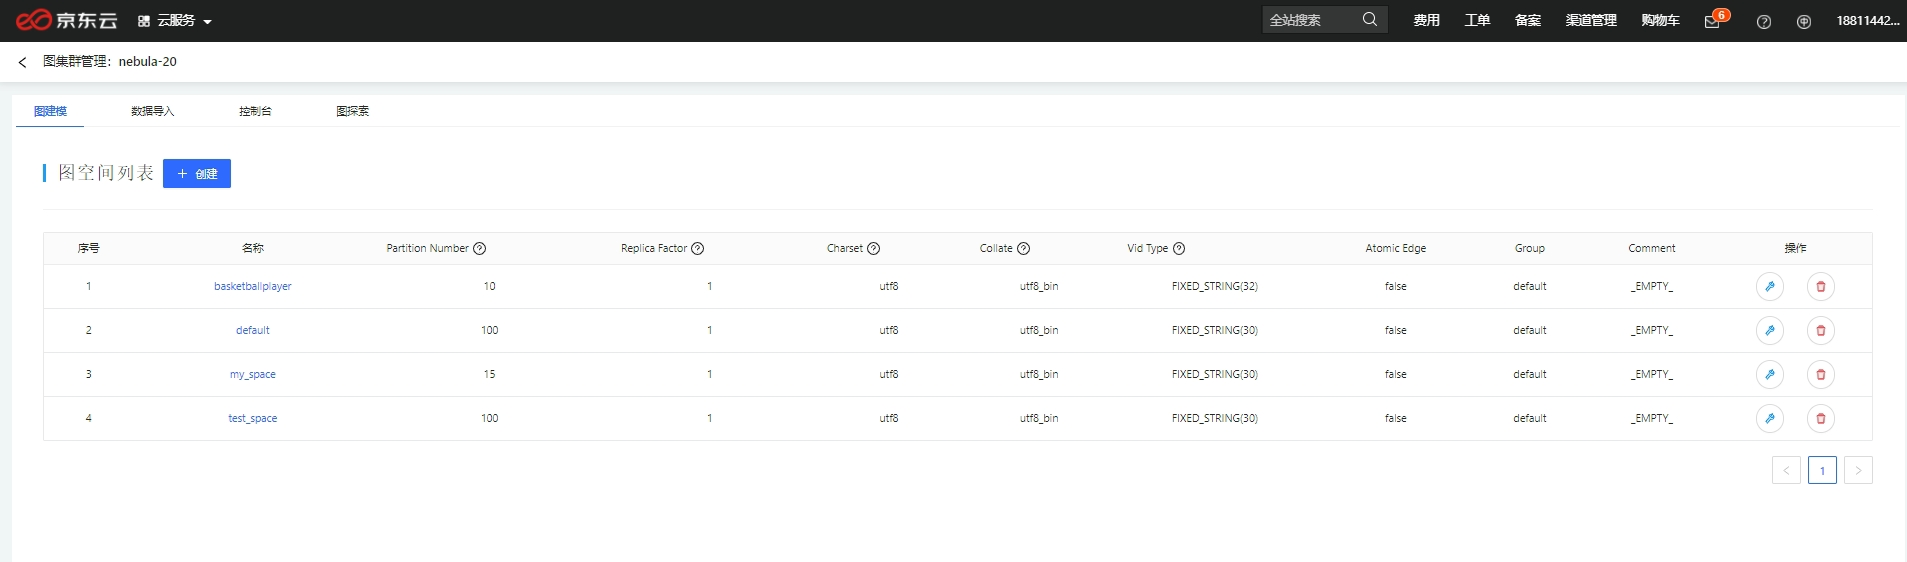 京东云 云服务 全站搜索 费用 工单 备案 渠道管理 购物车 6 18811442...
图集群管理：nebula-20
图建模 数据导入 控制台 图探索
图空间列表 + 创建
序号 名称 Partition Number Replica Factor Charset Collate Vid Type Atomic Edge Group Comment 操作
1 basketballplayer 10 1 utf8 utf8_bin FIXED_STRING(32) false default _EMPTY_
2 default 100 1 utf8 utf8_bin FIXED_STRING(30) false default _EMPTY_
3 my_space 15 1 utf8 utf8_bin FIXED_STRING(30) false default _EMPTY_
4 test_space 100 1 utf8 utf8_bin FIXED_STRING(30) false default _EMPTY_
< 1 >